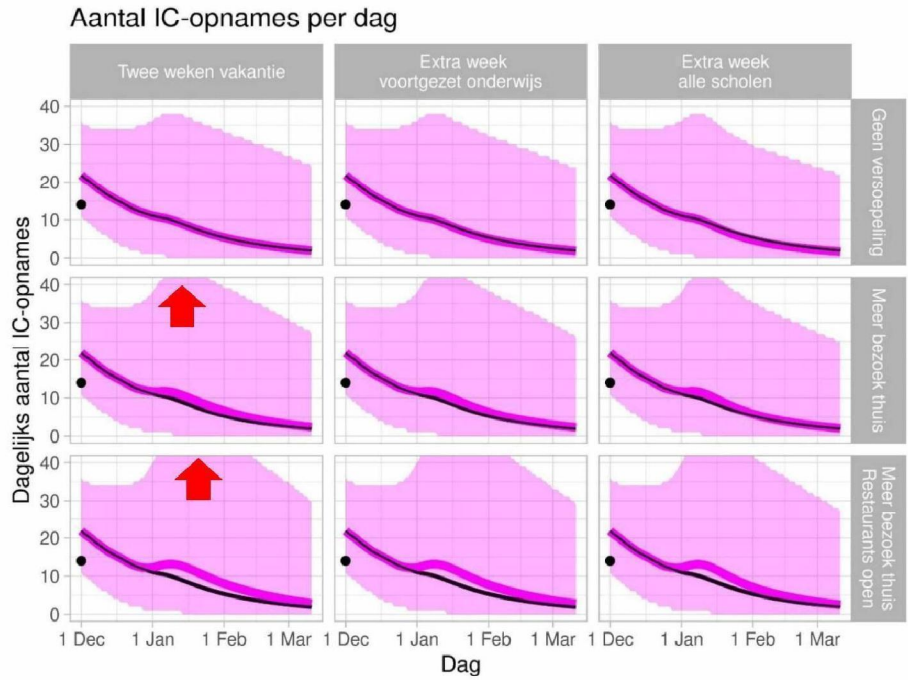 Aantal IC-opnames per dag
Twee weken vakantie
Extra week
voortgezet onderwijs
Extra week
alle scholen
Dagelijks aantal IC-opnames
40
30
20
10
0
Geen versoepeling
40
30
20
10
0
Meer bezoek thuis
40
30
20
10
0
Meer bezoek thuis
Restaurants open
1 Dec 1 Jan 1 Feb 1 Mar 1 Dec 1 Jan 1 Feb 1 Mar 1 Dec 1 Jan 1 Feb 1 Mar
Dag